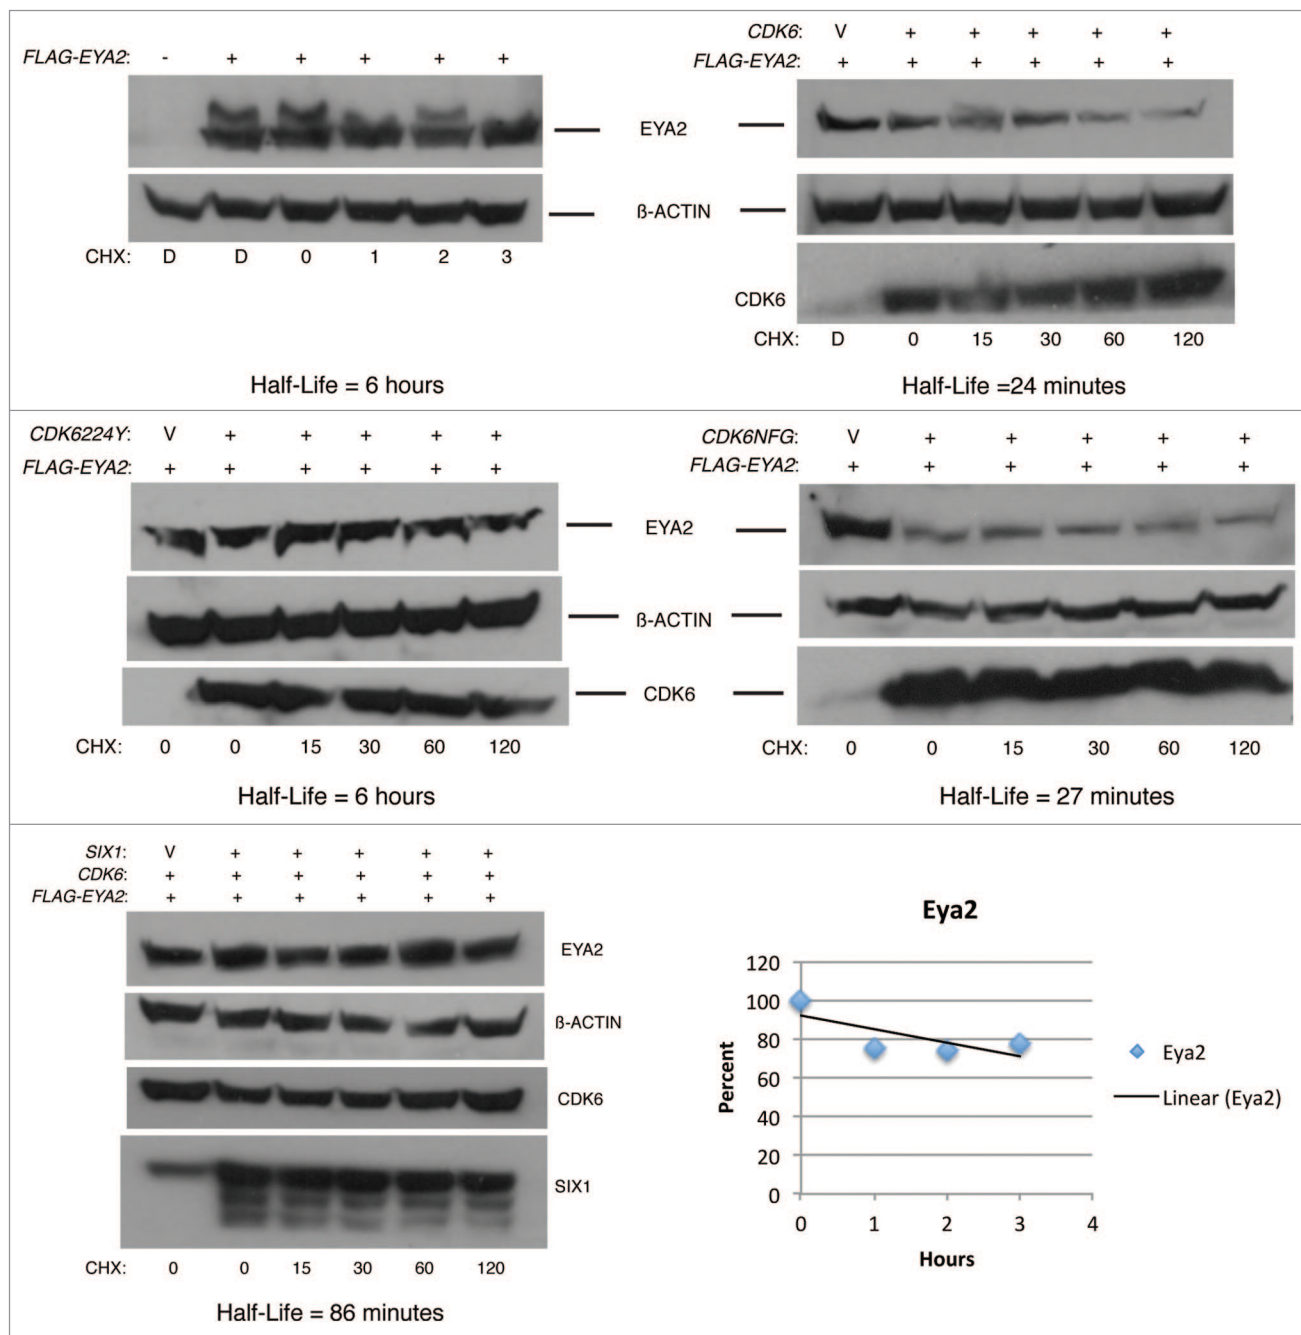 FLAG-EYA2: - + + + + +
EYA2
ß-ACTIN
CHX: D D 0 1 2 3
Half-Life = 6 hours
CDK6: V + + + + +
FLAG-EYA2: + + + + + +
CDK6
CHX: D 0 15 30 60 120
Half-Life =24 minutes
CDK6224Y: V + + + + +
FLAG-EYA2: + + + + + +
EYA2
ß-ACTIN
CDK6
CHX: 0 0 15 30 60 120
Half-Life = 6 hours
CDK6NFG: V + + + + +
FLAG-EYA2: + + + + + +
CHX: 0 0 15 30 60 120
Half-Life = 27 minutes
SIX1: V + + + + +
CDK6: + + + + + +
FLAG-EYA2: + + + + + +
EYA2
ß-ACTIN
CDK6
SIX1
CHX: 0 0 15 30 60 120
Half-Life = 86 minutes
Eya2
120
100
80
60
40
20
0
Percent
0 1 2 3 4
Hours
Eya2
Linear (Eya2)